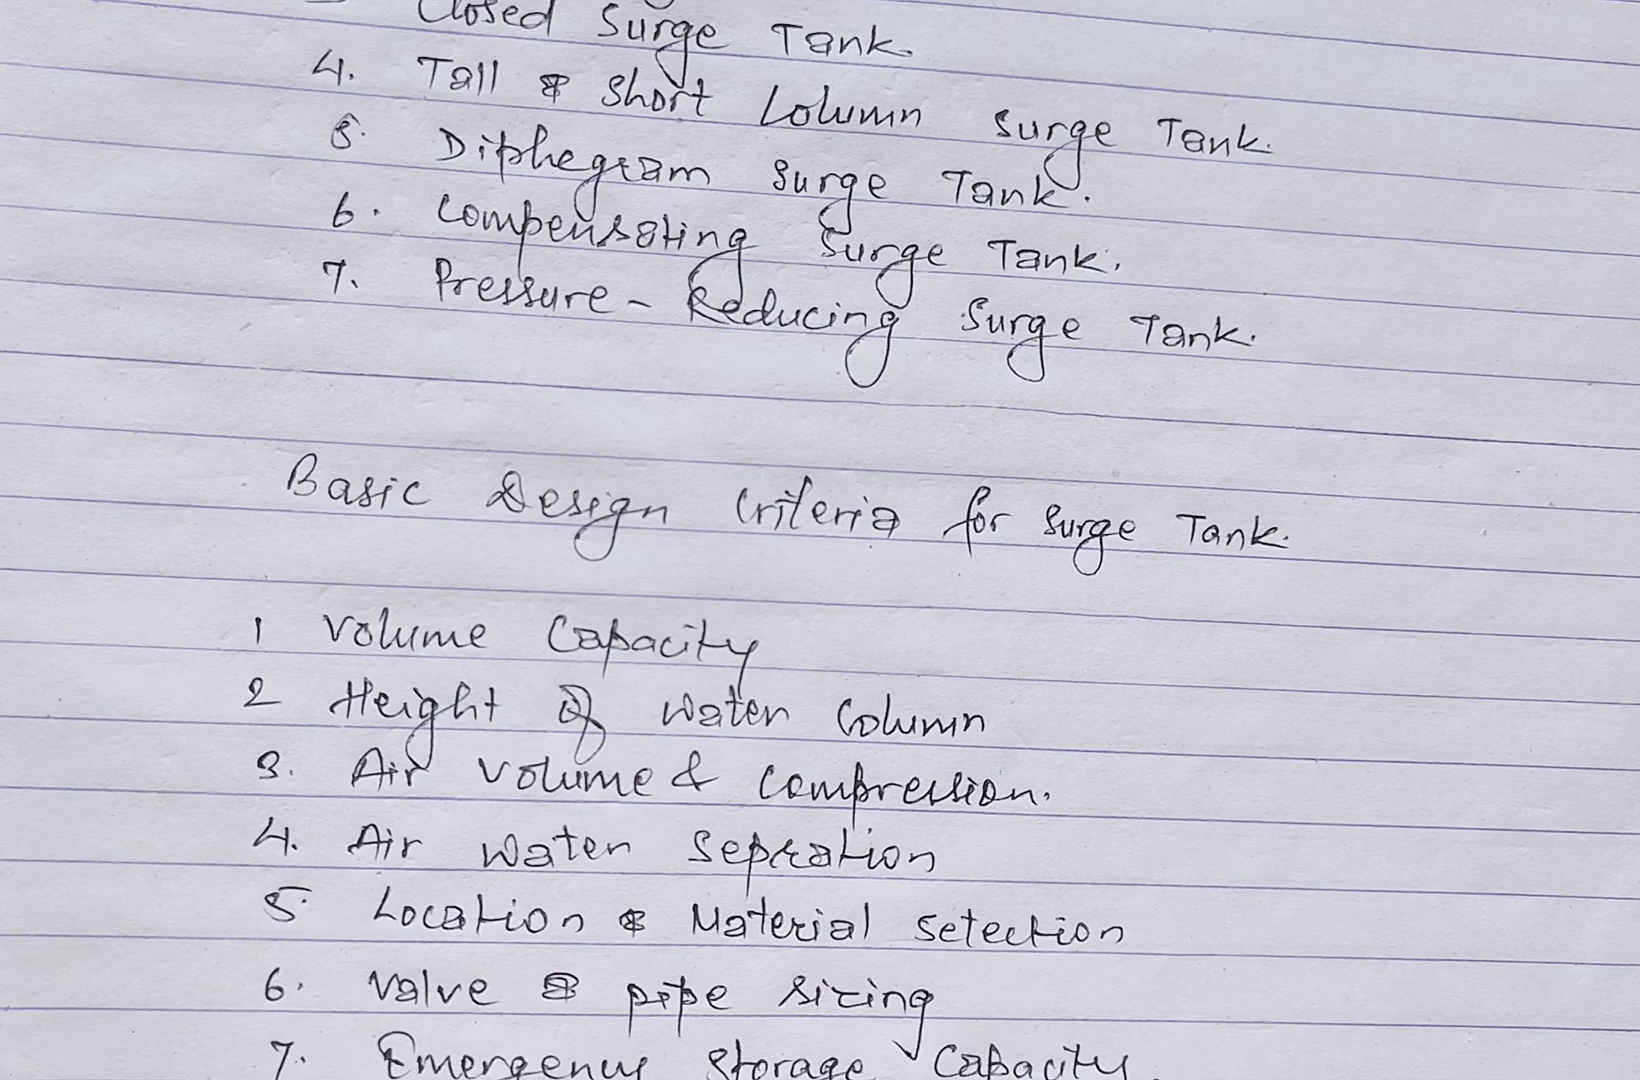 Closed Surge Tank.
4. Tall & Short Column Surge Tank.
5. Diphegram Surge Tank.
6. Compensating Surge Tank.
7. Pressure - Reducing Surge Tank.
Basic Design Criteria for Surge Tank.
1 Volume Capacity
2 Height of Water Column
3. Air Volume & Compression.
4. Air Water Sepration
5. Location & Material Setection
6. Valve & pipe sizing
7. Emergency Storage Capacity.